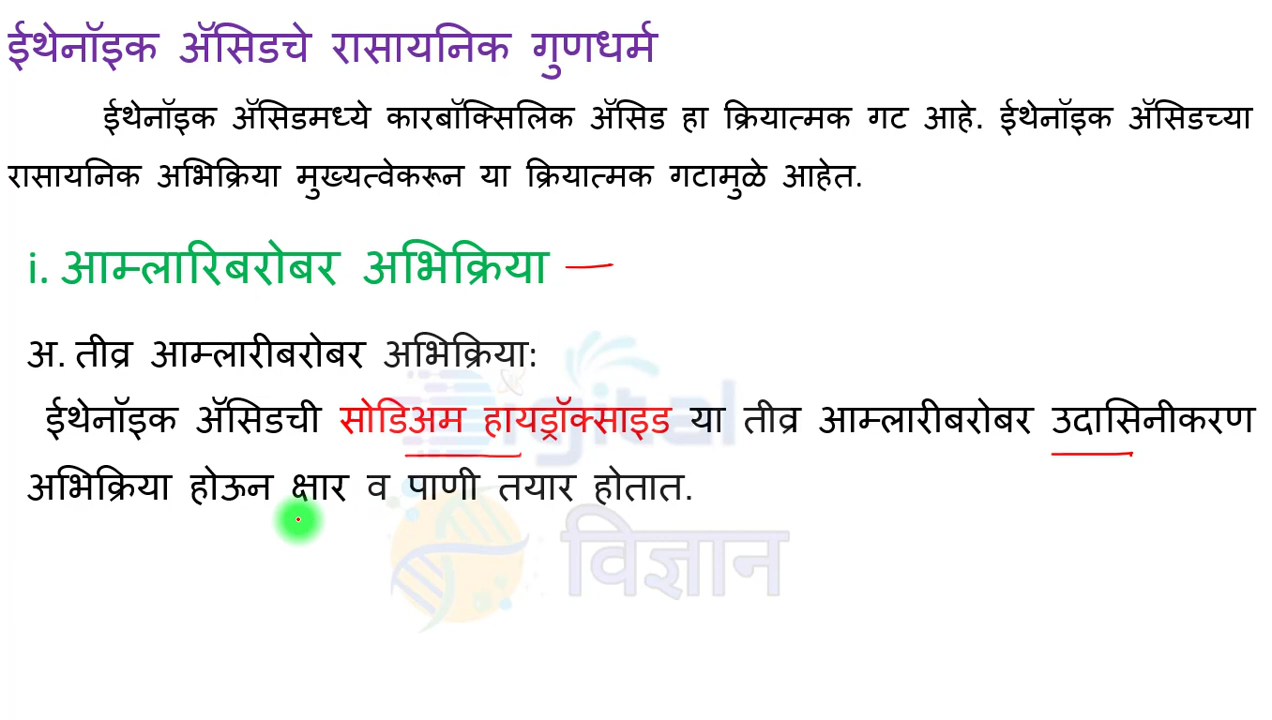 ईथेनॉइक ॲसिडचे रासायनिक गुणधर्म
ईथेनॉइक ॲसिडमध्ये कारबॉक्सिलिक ॲसिड हा क्रियात्मक गट आहे. ईथेनॉइक ॲसिडच्या
रासायनिक अभिक्रिया मुख्यत्वेकरून या क्रियात्मक गटामुळे आहेत.
i. आम्लारिबरोबर अभिक्रिया
अ. तीव्र आम्लारीबरोबर अभिक्रिया:
ईथेनॉइक ॲसिडची सोडिअम हायड्रॉक्साइड या तीव्र आम्लारीबरोबर उदासिनीकरण
अभिक्रिया होऊन क्षार व पाणी तयार होतात.
Digital
विज्ञान